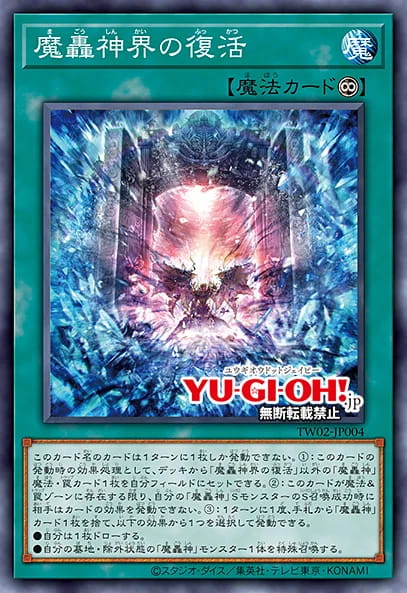 魔轟神界の復活
【魔法カード】
ユウギオウドットジェイピー
YU-GI-OH!.jp
無断転載禁止
TW02-JP004
このカード名のカードは1ターンに1枚しか発動できない。①:このカードの
発動時の効果処理として、デッキから「魔轟神界の復活」以外の「魔轟神」
魔法・罠カード1枚を自分フィールドにセットできる。②:このカードが魔法&
罠ゾーンに存在する限り、自分の「魔轟神」SモンスターのS召喚成功時に
相手はカードの効果を発動できない。③:1ターンに1度、手札から「魔轟神」
カード1枚を捨て、以下の効果から1つを選択して発動できる。
●自分は1枚ドローする。
●自分の墓地・除外状態の「魔轟神」モンスター1体を特殊召喚する。
©スタジオ・ダイス/集英社・テレビ東京・KONAMI